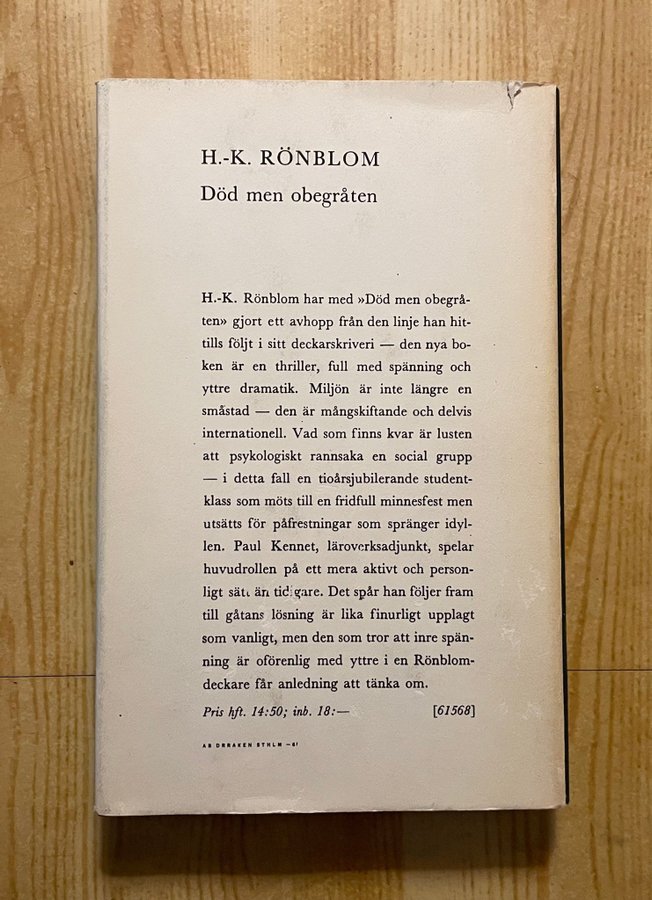 H.-K. RÖNBLOM
Död men obegråten
H.-K. Rönblom har med »Död men obegrå-
ten» gjort ett avhopp från den linje han hit-
tills följt i sitt deckarskriveri — den nya bo-
ken är en thriller, full med spänning och
yttre dramatik. Miljön är inte längre en
småstad — den är mångskiftande och delvis
internationell. Vad som finns kvar är lusten
att psykologiskt rannsaka en social grupp
— i detta fall en tioårsjubilerande student-
klass som möts till en fridfull minnesfest men
utsätts för påfrestningar som spränger idyl-
len. Paul Kennet, läroverksadjunkt, spelar
huvudrollen på ett mera aktivt och person-
ligt sätt än tidigare. Det spår han följer fram
till gåtans lösning är lika finurligt upplagt
som vanligt, men den som tror att inre spän-
ning är oförenlig med yttre i en Rönblom-
deckare får anledning att tänka om.
Pris hft. 14:50; inb. 18:— [61568]
AB DRRAKEN STHLM – 61